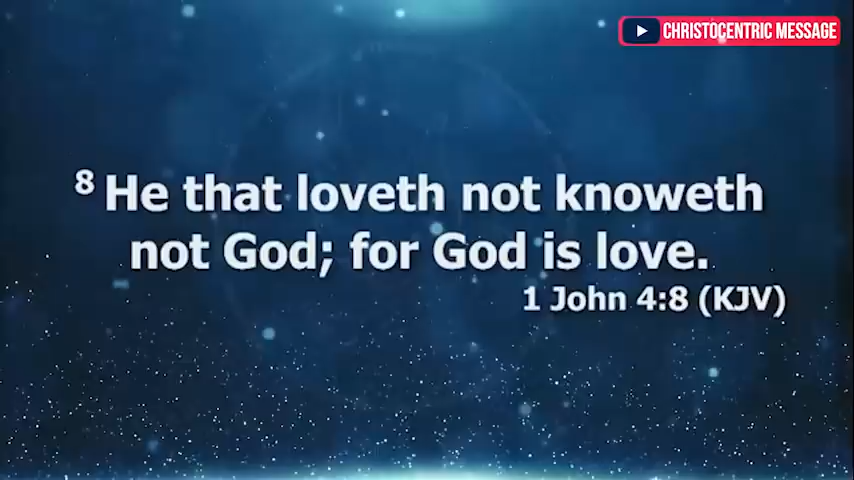 CHRISTOCENTRIC MESSAGE
8 He that loveth not knoweth
not God; for God is love.
1 John 4:8 (KJV)